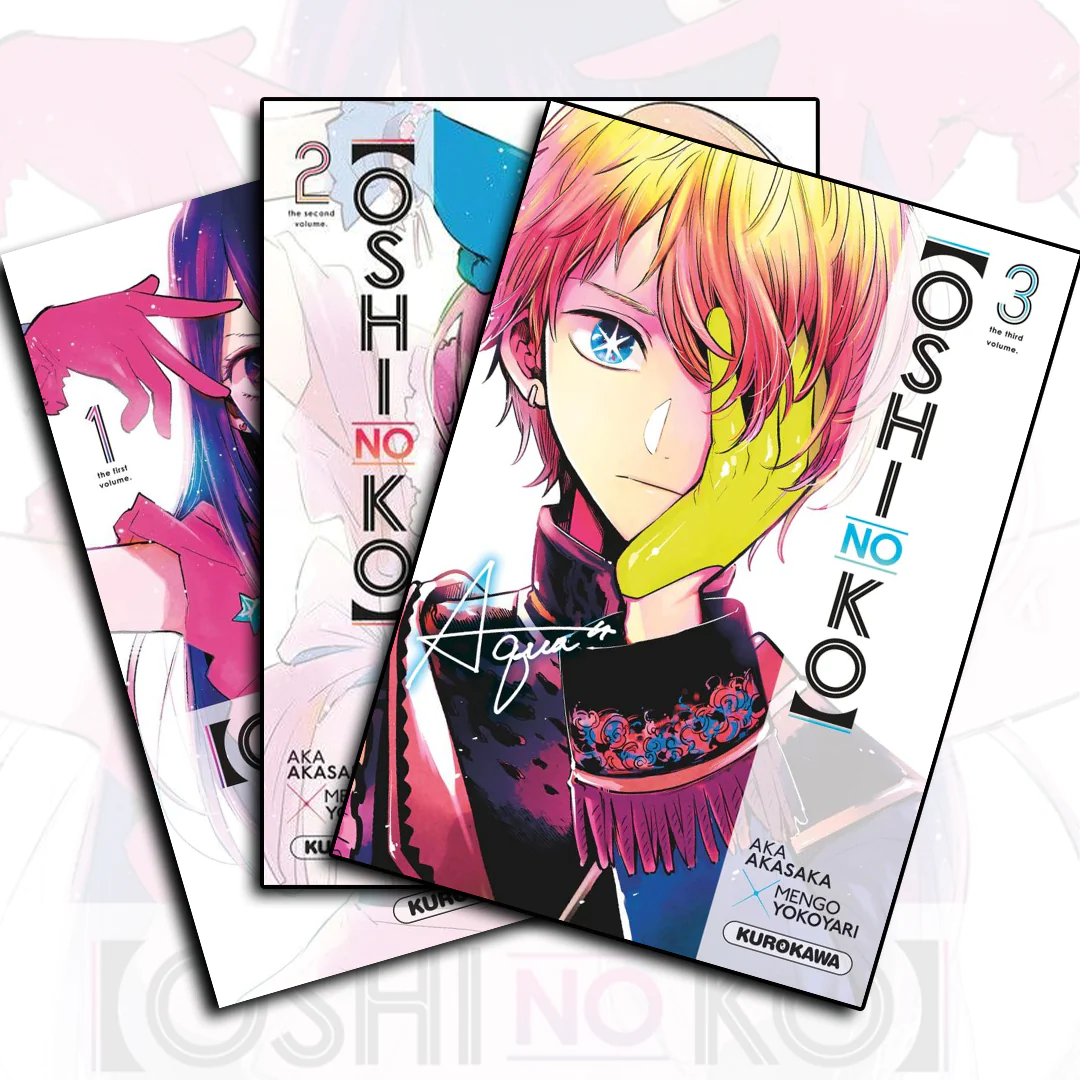 1
the first
volume.
2
the second
volume.
【OSHI
NO
KO】
AKA
KU
3
the third
volume.
【OSHI
NO
KO】
Aqua
AKA
AKASAKA
× MENGO
YOKOYARI
KUROKAWA
【OSHI NO KO】